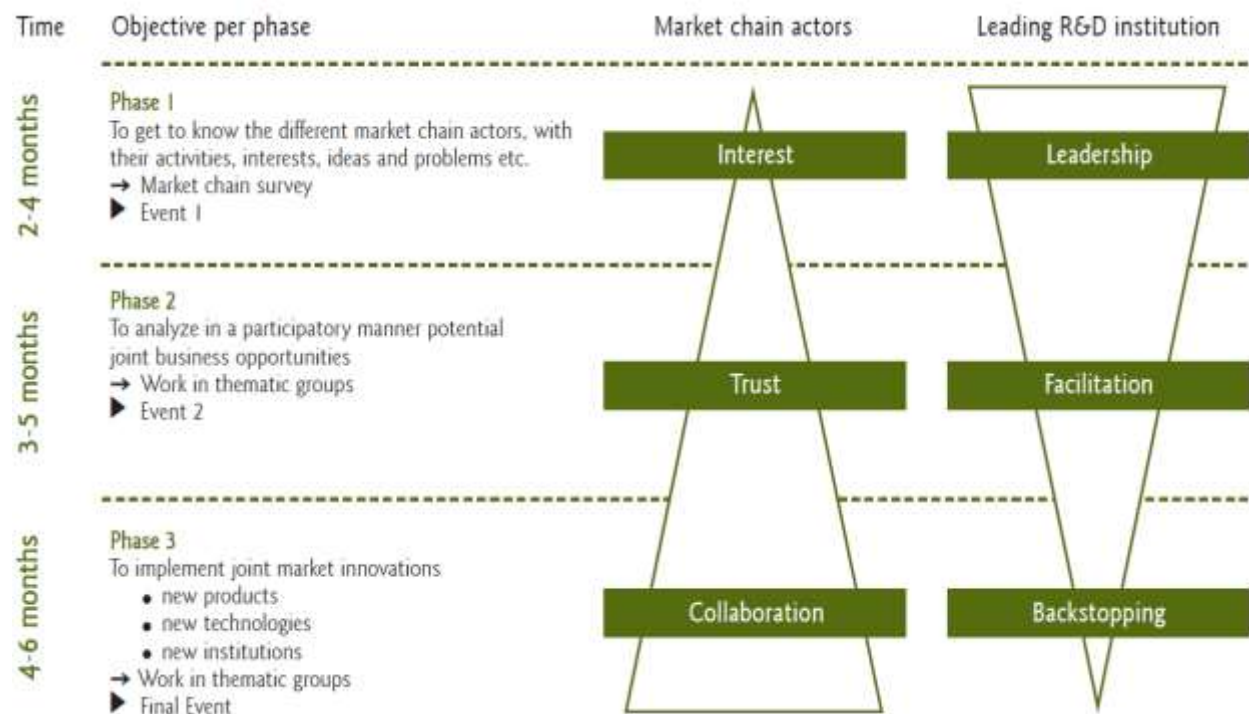 Time Objective per phase Market chain actors Leading R&D institution
2-4 months
Phase 1
To get to know the different market chain actors, with
their activities, interests, ideas and problems etc.
→ Market chain survey
▶ Event 1
Interest
Leadership
3-5 months
Phase 2
To analyze in a participatory manner potential
joint business opportunities
→ Work in thematic groups
▶ Event 2
Trust
Facilitation
4-6 months
Phase 3
To implement joint market innovations
• new products
• new technologies
• new institutions
→ Work in thematic groups
▶ Final Event
Collaboration
Backstopping